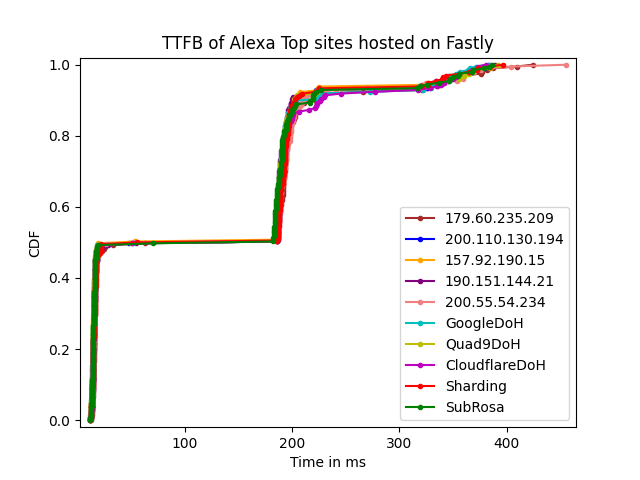 TTFB of Alexa Top sites hosted on Fastly
1.0
0.8
0.6
0.4
0.2
0.0
CDF
100
200
300
400
Time in ms
179.60.235.209
200.110.130.194
157.92.190.15
190.151.144.21
200.55.54.234
GoogleDoH
Quad9DoH
CloudflareDoH
Sharding
SubRosa